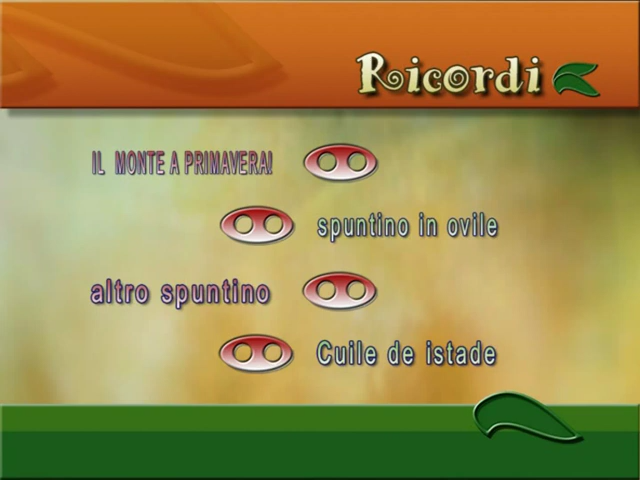 Ricordi
IL MONTE A PRIMAVERA!
spuntino in ovile
altro spuntino
Cuile de istade